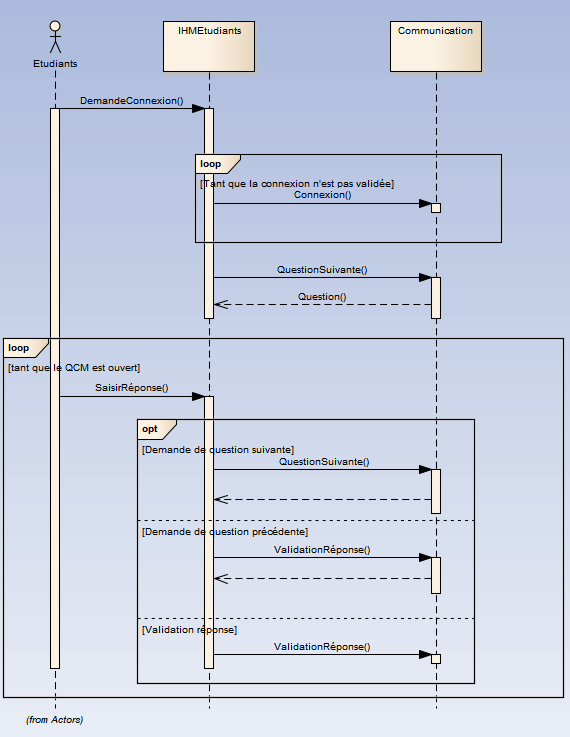 IHMEtudiants
Communication
Etudiants
DemandeConnexion()
loop
[Tant que la connexion n'est pas validée]
Connexion()
QuestionSuivante()
Question()
loop
[tant que le QCM est ouvert]
SaisirRéponse()
opt
[Demande de question suivante]
QuestionSuivante()
[Demande de question précédente]
ValidationRéponse()
[Validation réponse]
ValidationRéponse()
(from Actors)